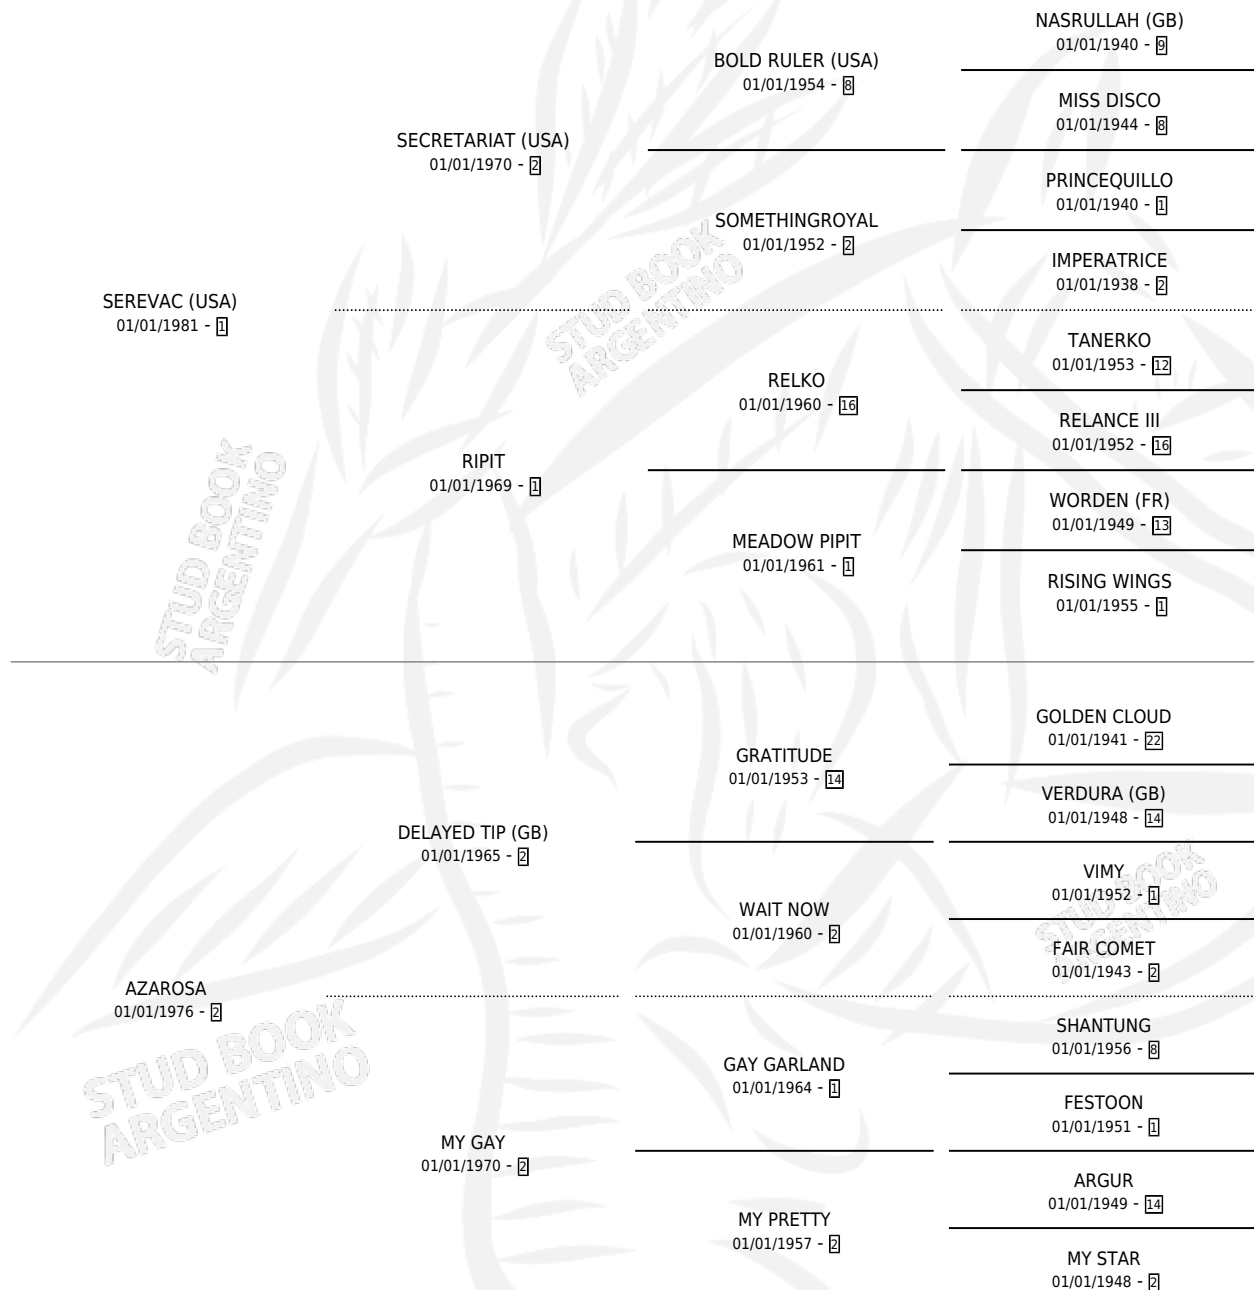 NASRULLAH (GB)
01/01/1940 - 9
BOLD RULER (USA)
01/01/1954 - 8
MISS DISCO
01/01/1944 - 8
SECRETARIAT (USA)
01/01/1970 - 2
PRINCEQUILLO
01/01/1940 - 1
SOMETHINGROYAL
01/01/1952 - 2
IMPERATRICE
01/01/1938 - 2
SEREVAC (USA)
01/01/1981 - 1
TANERKO
01/01/1953 - 12
RELKO
01/01/1960 - 16
RELANCE III
01/01/1952 - 16
RIPIT
01/01/1969 - 1
WORDEN (FR)
01/01/1949 - 13
MEADOW PIPIT
01/01/1961 - 1
RISING WINGS
01/01/1955 - 1
GOLDEN CLOUD
01/01/1941 - 22
GRATITUDE
01/01/1953 - 14
VERDURA (GB)
01/01/1948 - 14
DELAYED TIP (GB)
01/01/1965 - 2
VIMY
01/01/1952 - 1
WAIT NOW
01/01/1960 - 2
FAIR COMET
01/01/1943 - 2
AZAROSA
01/01/1976 - 2
SHANTUNG
01/01/1956 - 8
GAY GARLAND
01/01/1964 - 1
FESTOON
01/01/1951 - 1
MY GAY
01/01/1970 - 2
ARGUR
01/01/1949 - 14
MY PRETTY
01/01/1957 - 2
MY STAR
01/01/1948 - 2
STUD BOOK
ARGENTINO
STUD BOOK
ARGENTINO
STUD BOOK
ARGENTINO
STUD BOOK
ARGENTINO